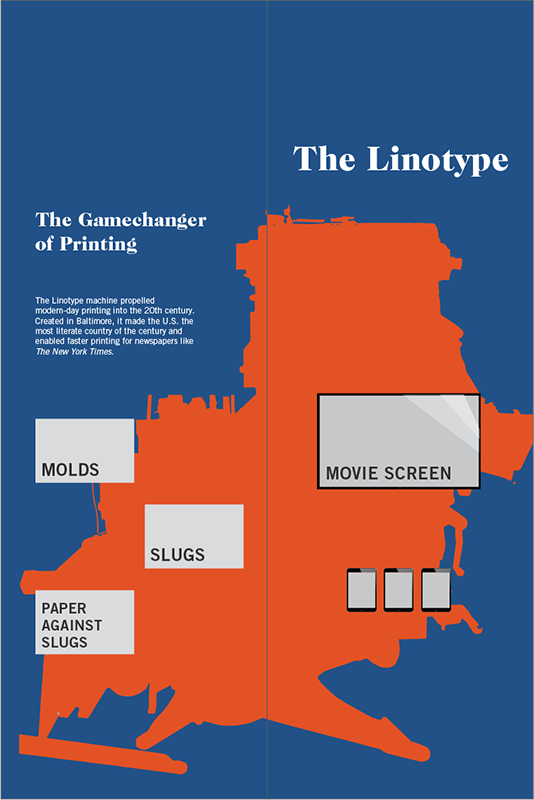 The Linotype
The Gamechanger
of Printing
The Linotype machine propelled
modern-day printing into the 20th century.
Created in Baltimore, it made the U.S. the
most literate country of the century and
enabled faster printing for newspapers like
The New York Times.
MOLDS
MOVIE SCREEN
SLUGS
PAPER
AGAINST
SLUGS